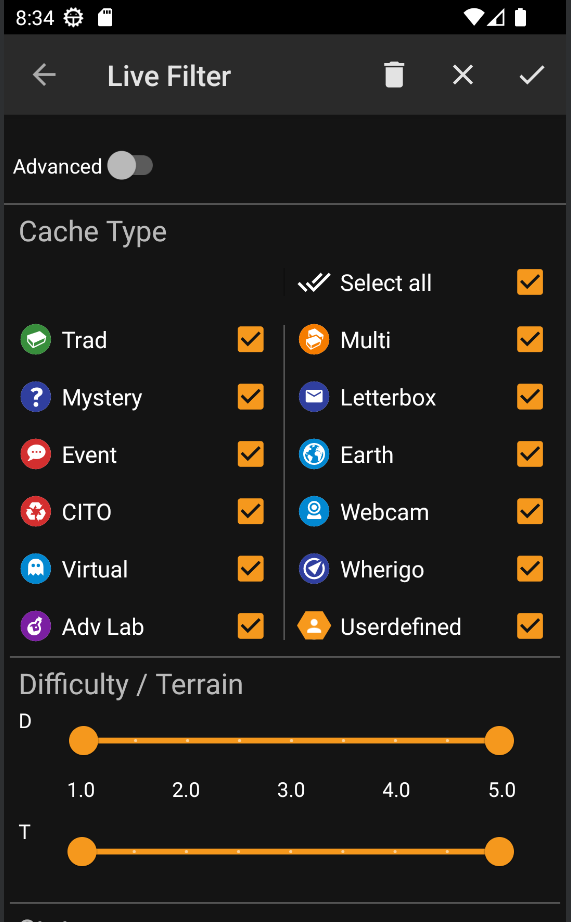 8:34
Live Filter
Advanced
Cache Type
Select all
Trad
Multi
Mystery
Letterbox
Event
Earth
CITO
Webcam
Virtual
Wherigo
Adv Lab
Userdefined
Difficulty / Terrain
D
1.0 2.0 3.0 4.0 5.0
T